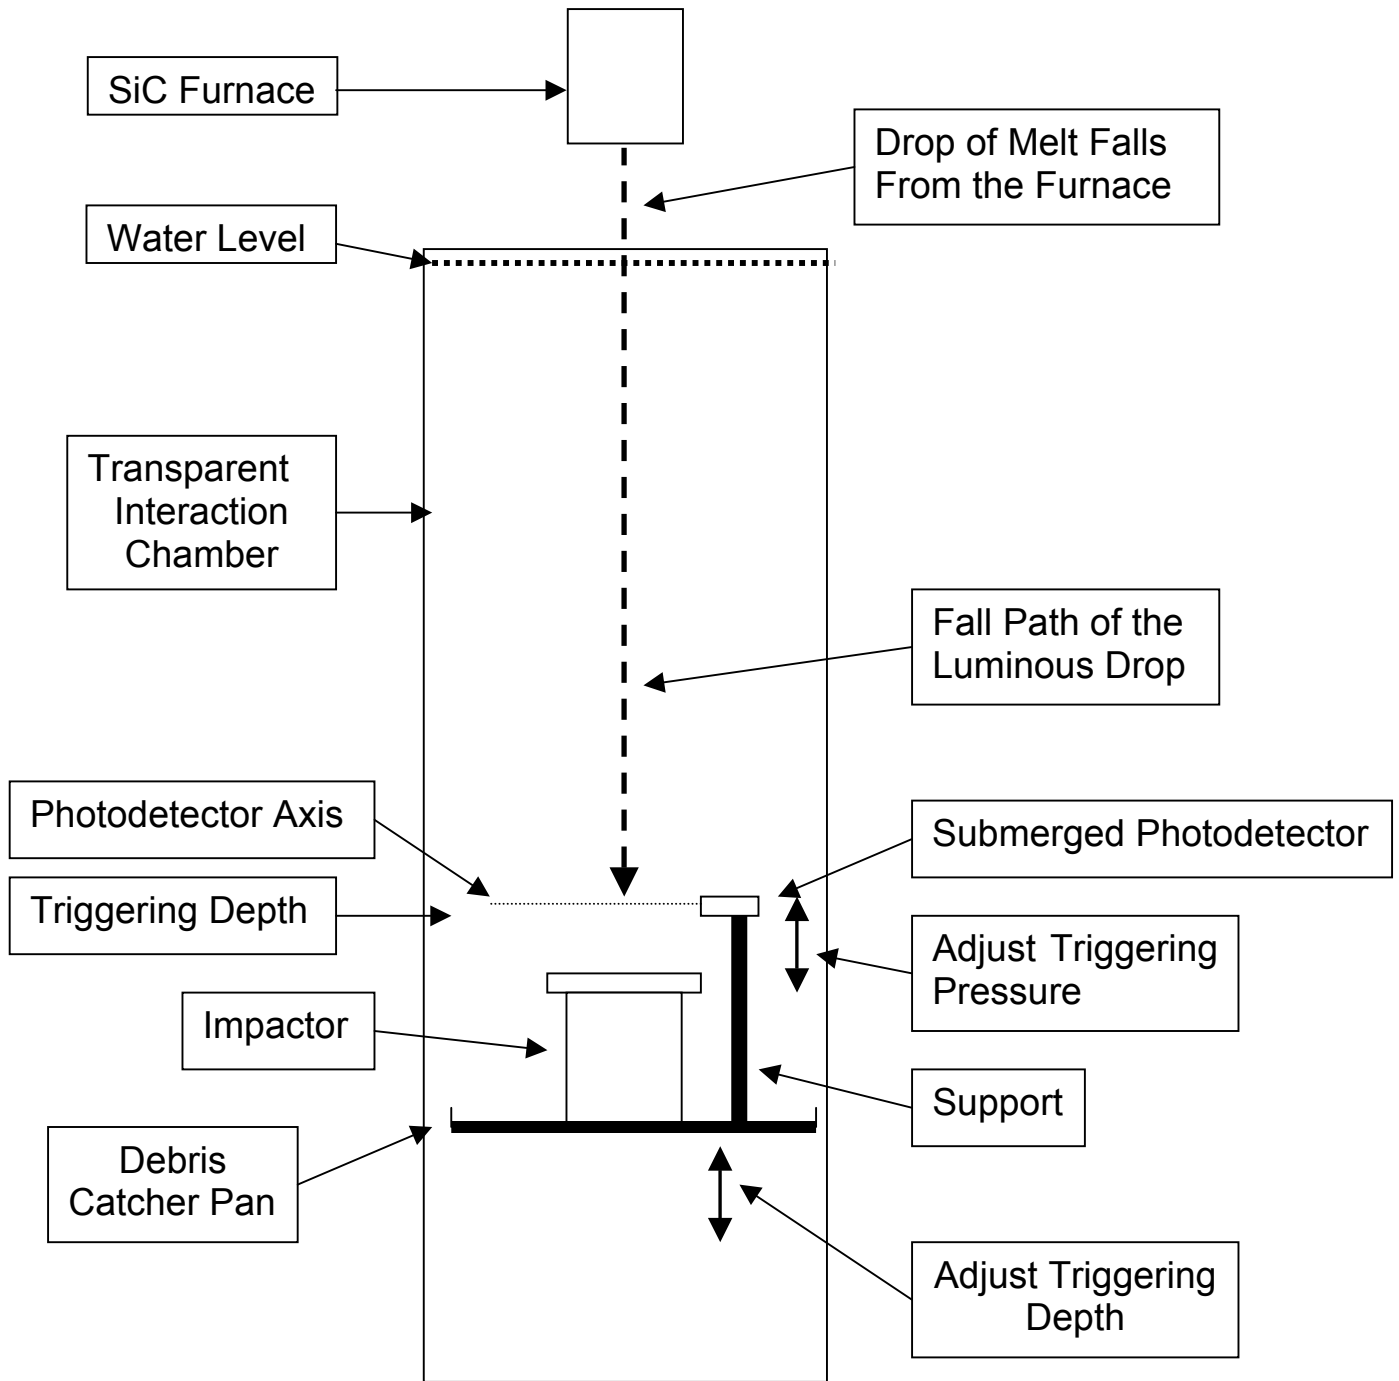 SiC Furnace
Drop of Melt Falls
From the Furnace
Water Level
Transparent
Interaction
Chamber
Fall Path of the
Luminous Drop
Photodetector Axis
Submerged Photodetector
Triggering Depth
Adjust Triggering
Pressure
Impactor
Support
Debris
Catcher Pan
Adjust Triggering
Depth